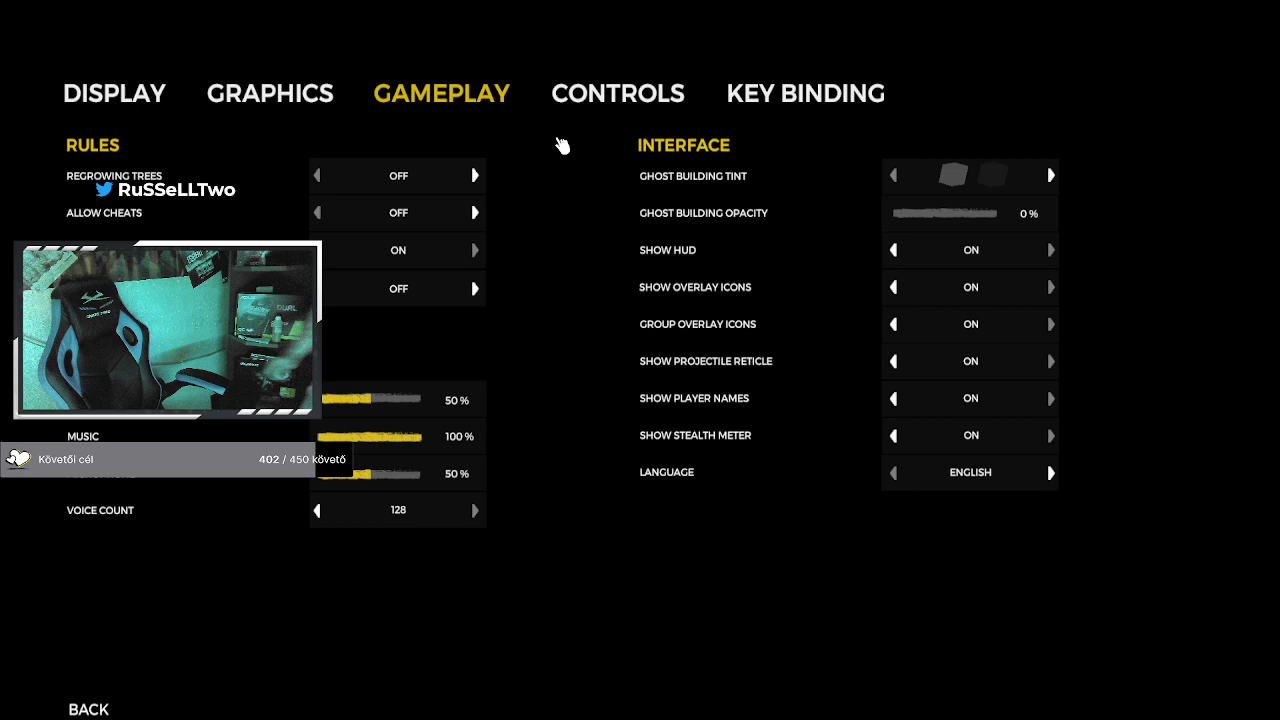 DISPLAY GRAPHICS GAMEPLAY CONTROLS KEY BINDING
RULES
REGROWING TREES OFF
RuSSeLLTwo
ALLOW CHEATS OFF
ON
OFF
50 %
MUSIC 100 %
Követői cél 402 / 450 követő
50 %
VOICE COUNT 128
INTERFACE
GHOST BUILDING TINT
GHOST BUILDING OPACITY 0 %
SHOW HUD ON
SHOW OVERLAY ICONS ON
GROUP OVERLAY ICONS ON
SHOW PROJECTILE RETICLE ON
SHOW PLAYER NAMES ON
SHOW STEALTH METER ON
LANGUAGE ENGLISH
BACK